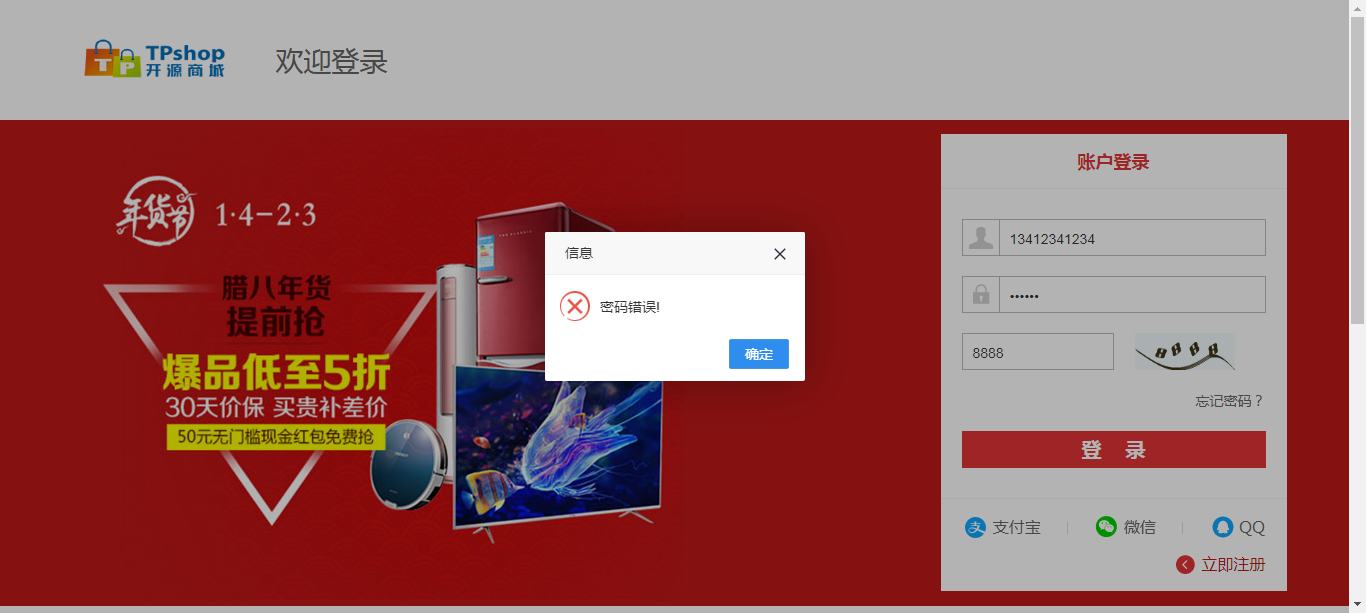 TPshop
开源商城
欢迎登录
年货节 1·4-2·3
腊八年货
提前抢
爆品低至5折
30天价保 买贵补差价
50元无门槛现金红包免费抢
信息
密码错误!
确定
账户登录
13412341234
••••••
8888
忘记密码？
登 录
支付宝
微信
QQ
立即注册